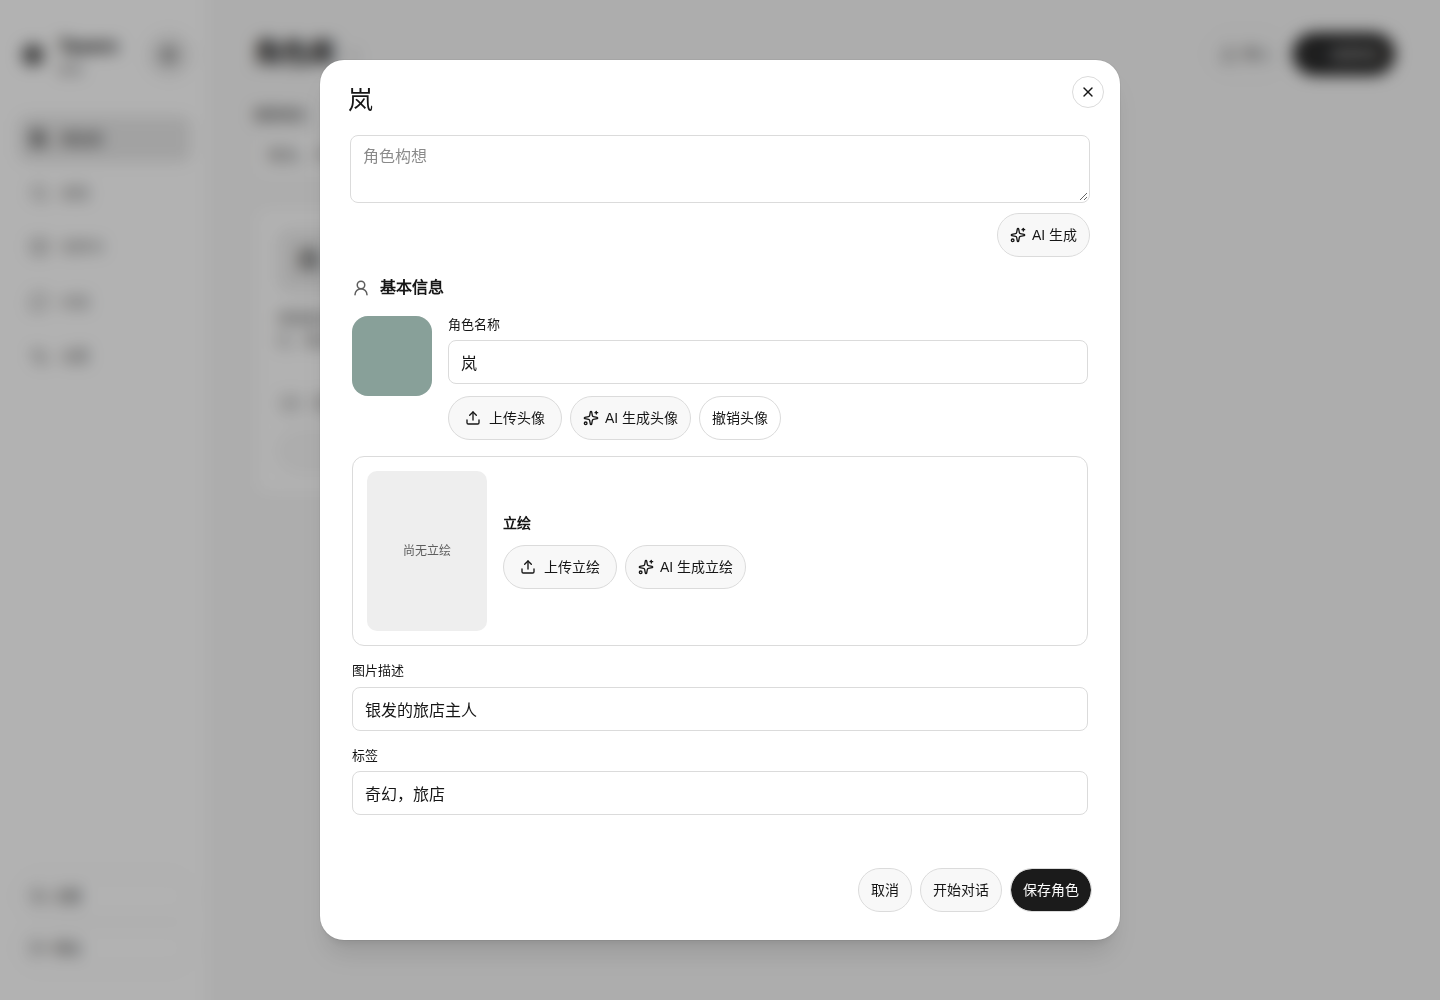 岚
角色构想
AI 生成
基本信息
角色名称
岚
上传头像
AI 生成头像
撤销头像
尚无立绘
立绘
上传立绘
AI 生成立绘
图片描述
银发的旅店主人
标签
奇幻，旅店
取消
开始对话
保存角色